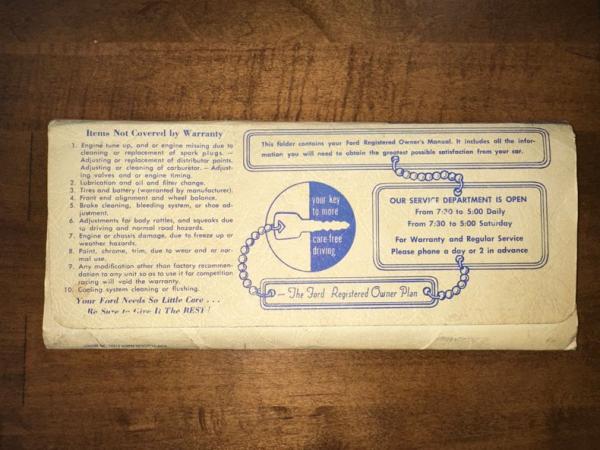 Items Not Covered by Warranty
1. Engine tune up, and or engine missing due to
cleaning or replacement of spark plugs. —
Adjusting or replacement of distributor points.
Adjusting or cleaning of carburetor. — Adjust-
ing valves and or engine timing.
2. Lubrication and oil and filter change.
3. Tires and battery (warranted by manufacturer).
4. Front end alignment and wheel balance.
5. Brake cleaning, bleeding system, or shoe ad-
justment.
6. Adjustments for body rattles, and squeaks due
to driving and normal road hazards.
7. Engine or chassis damage, due to freeze up or
weather hazards.
8. Paint, chrome, trim, due to wear and or nor-
mal use.
9. Any modification other than factory recommen-
dation to any unit so as to use it for competition
racing will void the warranty.
10. Cooling system cleaning or flushing.
Your Ford Needs So Little Care . . .
Be Sure to Give It The BEST!
This folder contains your Ford Registered Owner's Manual. It includes all the infor-
mation you will need to obtain the greatest possible satisfaction from your car.
your key
to more
care-free
driving
OUR SERVICE DEPARTMENT IS OPEN
From 7:30 to 5:00 Daily
From 7:30 to 5:00 Saturday
For Warranty and Regular Service
Please phone a day or 2 in advance
— The Ford Registered Owner Plan